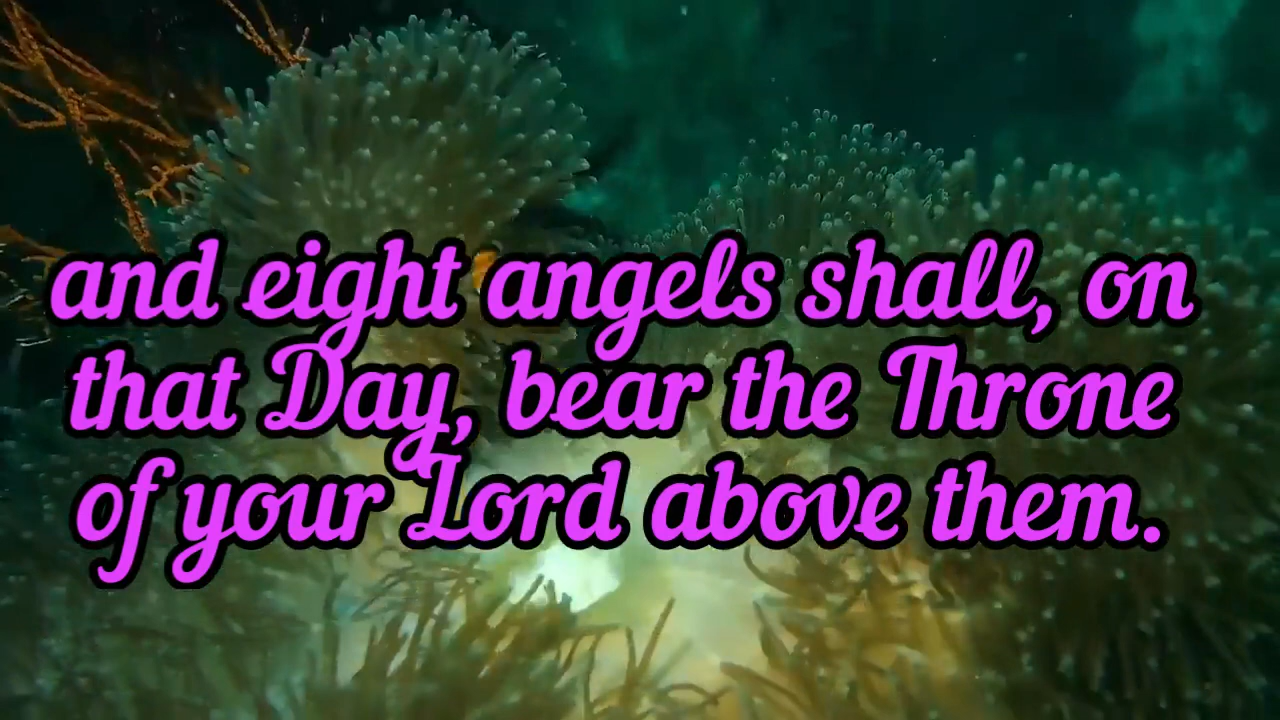 and eight angels shall, on
that Day, bear the Throne
of your Lord above them.